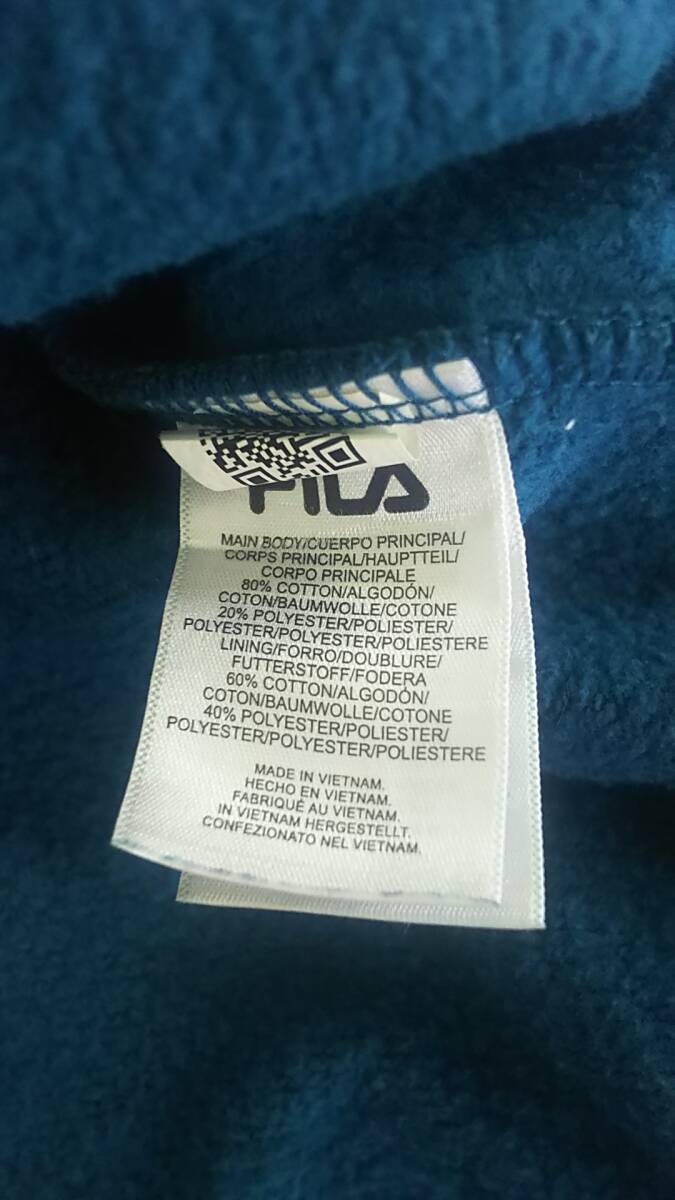 FILA
MAIN BODY/CUERPO PRINCIPAL/
CORPS PRINCIPAL/HAUPTTEIL/
CORPO PRINCIPALE
80% COTTON/ALGODÓN/
COTON/BAUMWOLLE/COTONE
20% POLYESTER/POLIESTER/
POLYESTER/POLYESTER/POLIESTERE
LINING/FORRO/DOUBLURE/
FUTTERSTOFF/FODERA
60% COTTON/ALGODÓN/
COTON/BAUMWOLLE/COTONE
40% POLYESTER/POLIESTER/
POLYESTER/POLYESTER/POLIESTERE
MADE IN VIETNAM.
HECHO EN VIETNAM.
FABRIQUÉ AU VIETNAM.
IN VIETNAM HERGESTELLT.
CONFEZIONATO NEL VIETNAM.